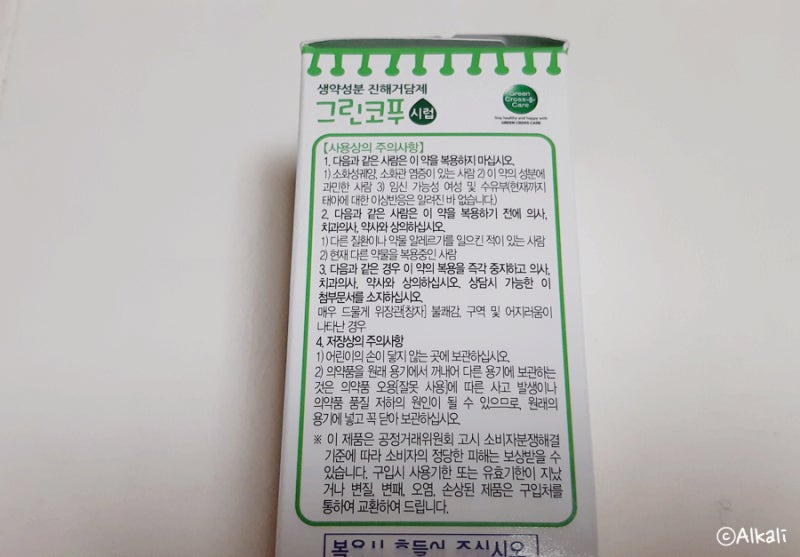 생약성분 진해거담제
그린코푸 시럽
Green
Cross
Care
Stay healthy and happy with
GREEN CROSS CARE
[사용상의 주의사항]
1. 다음과 같은 사람은 이 약을 복용하지 마십시오.
1) 소화성궤양, 소화관 염증이 있는 사람 2) 이 약의 성분에
과민한 사람 3) 임신 가능성 여성 및 수유부(현재까지
태아에 대한 이상반응은 알려진 바 없습니다.)
2. 다음과 같은 사람은 이 약을 복용하기 전에 의사,
치과의사, 약사와 상의하십시오.
1) 다른 질환이나 약물 알레르기를 일으킨 적이 있는 사람
2) 현재 다른 약물을 복용중인 사람
3. 다음과 같은 경우 이 약의 복용을 즉각 중지하고 의사,
치과의사, 약사와 상의하십시오. 상담시 가능한 이
첨부문서를 소지하십시오.
매우 드물게 위장관[창자] 불쾌감, 구역 및 어지러움이
나타난 경우
4. 저장상의 주의사항
1) 어린이의 손이 닿지 않는 곳에 보관하십시오.
2) 의약품을 원래 용기에서 꺼내어 다른 용기에 보관하는
것은 의약품 오용[잘못 사용]에 따른 사고 발생이나
의약품 품질 저하의 원인이 될 수 있으므로, 원래의
용기에 넣고 꼭 닫아 보관하십시오.
※ 이 제품은 공정거래위원회 고시 소비자분쟁해결
기준에 따라 소비자의 정당한 피해는 보상받을 수
있습니다. 구입시 사용기한 또는 유효기한이 지났
거나 변질, 변패, 오염, 손상된 제품은 구입처를
통하여 교환하여 드립니다.
복용시 흔들어 주십시오
©Alkali